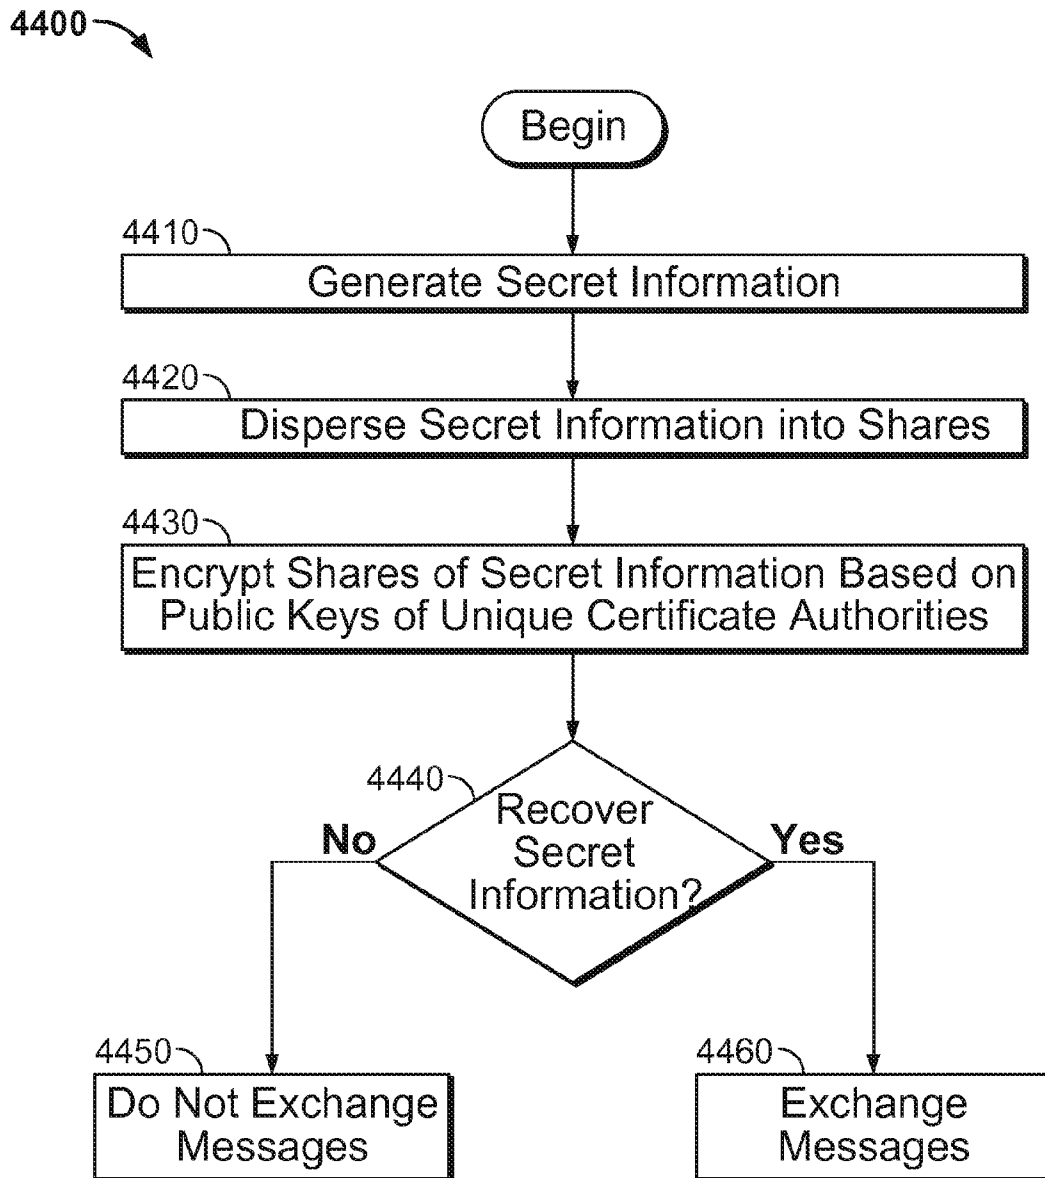 4400
Begin
4410
Generate Secret Information
4420
Disperse Secret Information into Shares
4430
Encrypt Shares of Secret Information Based on
Public Keys of Unique Certificate Authorities
4440
Recover
Secret
Information?
No
Yes
4450
Do Not Exchange
Messages
4460
Exchange
Messages